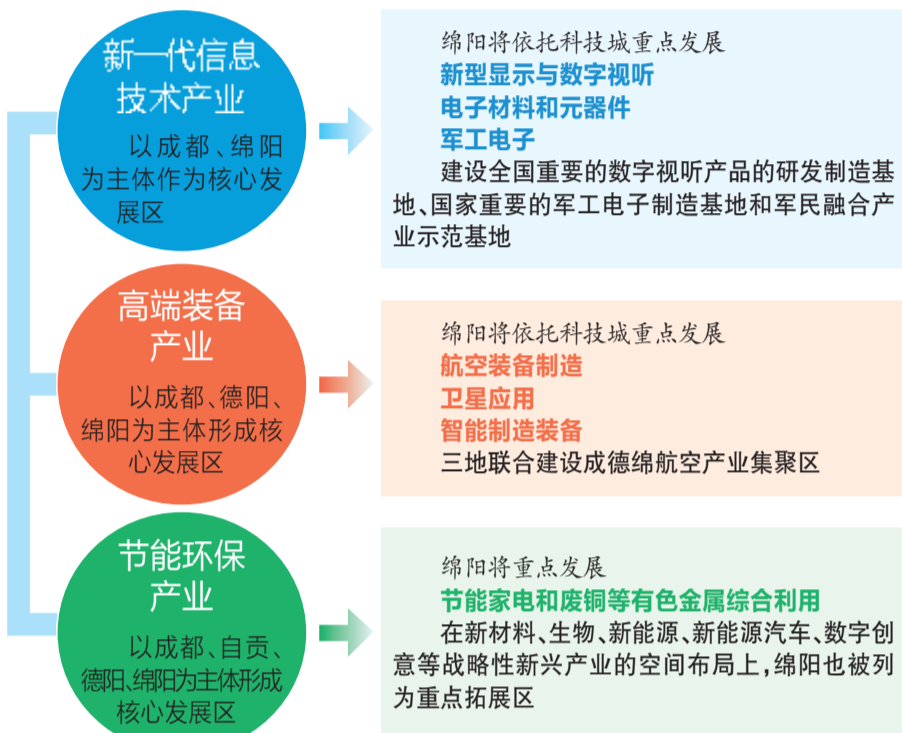 新一代信息
技术产业
以成都、绵阳
为主体作为核心发
展区
绵阳将依托科技城重点发展
新型显示与数字视听
电子材料和元器件
军工电子
建设全国重要的数字视听产品的研发制造基
地、国家重要的军工电子制造基地和军民融合产
业示范基地
高端装备
产业
以成都、德阳、
绵阳为主体形成核
心发展区
绵阳将依托科技城重点发展
航空装备制造
卫星应用
智能制造装备
三地联合建设成德绵航空产业集聚区
节能环保
产业
以成都、自贡、
德阳、绵阳为主体形成
核心发展区
绵阳将重点发展
节能家电和废铜等有色金属综合利用
在新材料、生物、新能源、新能源汽车、数字创
意等战略性新兴产业的空间布局上,绵阳也被列
为重点拓展区